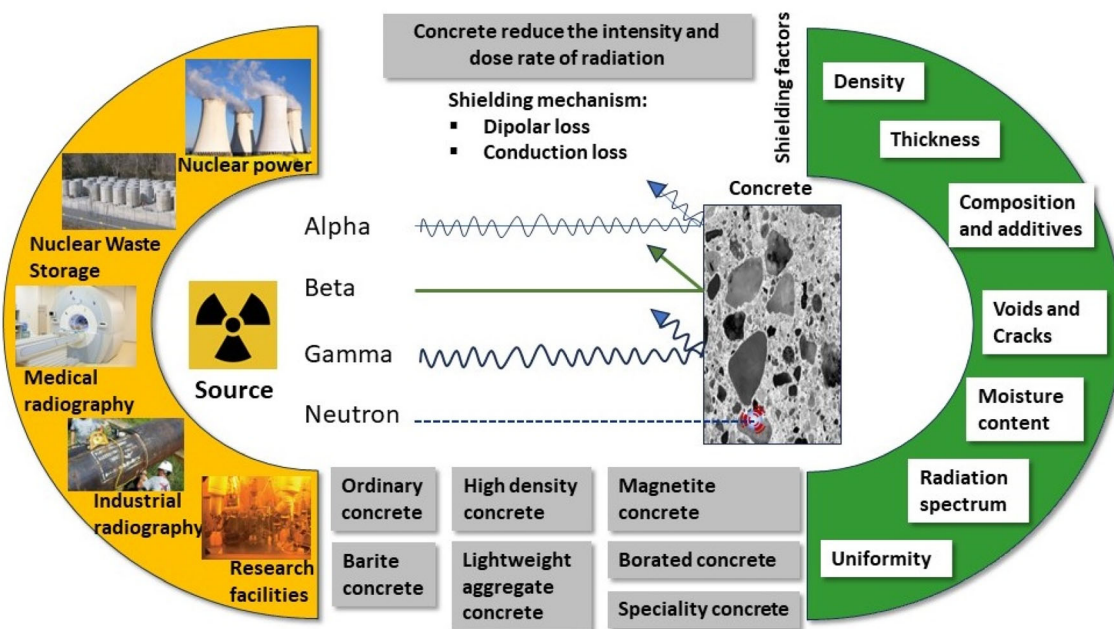 Concrete reduce the intensity and
dose rate of radiation
Shielding mechanism:
▪ Dipolar loss
▪ Conduction loss
Nuclear power
Nuclear Waste
Storage
Medical
radiography
Industrial
radiography
Research
facilities
Source
Alpha
Beta
Gamma
Neutron
Concrete
Shielding factors
Density
Thickness
Composition
and additives
Voids and
Cracks
Moisture
content
Radiation
spectrum
Uniformity
Ordinary
concrete
High density
concrete
Magnetite
concrete
Barite
concrete
Lightweight
aggregate
concrete
Borated concrete
Speciality concrete